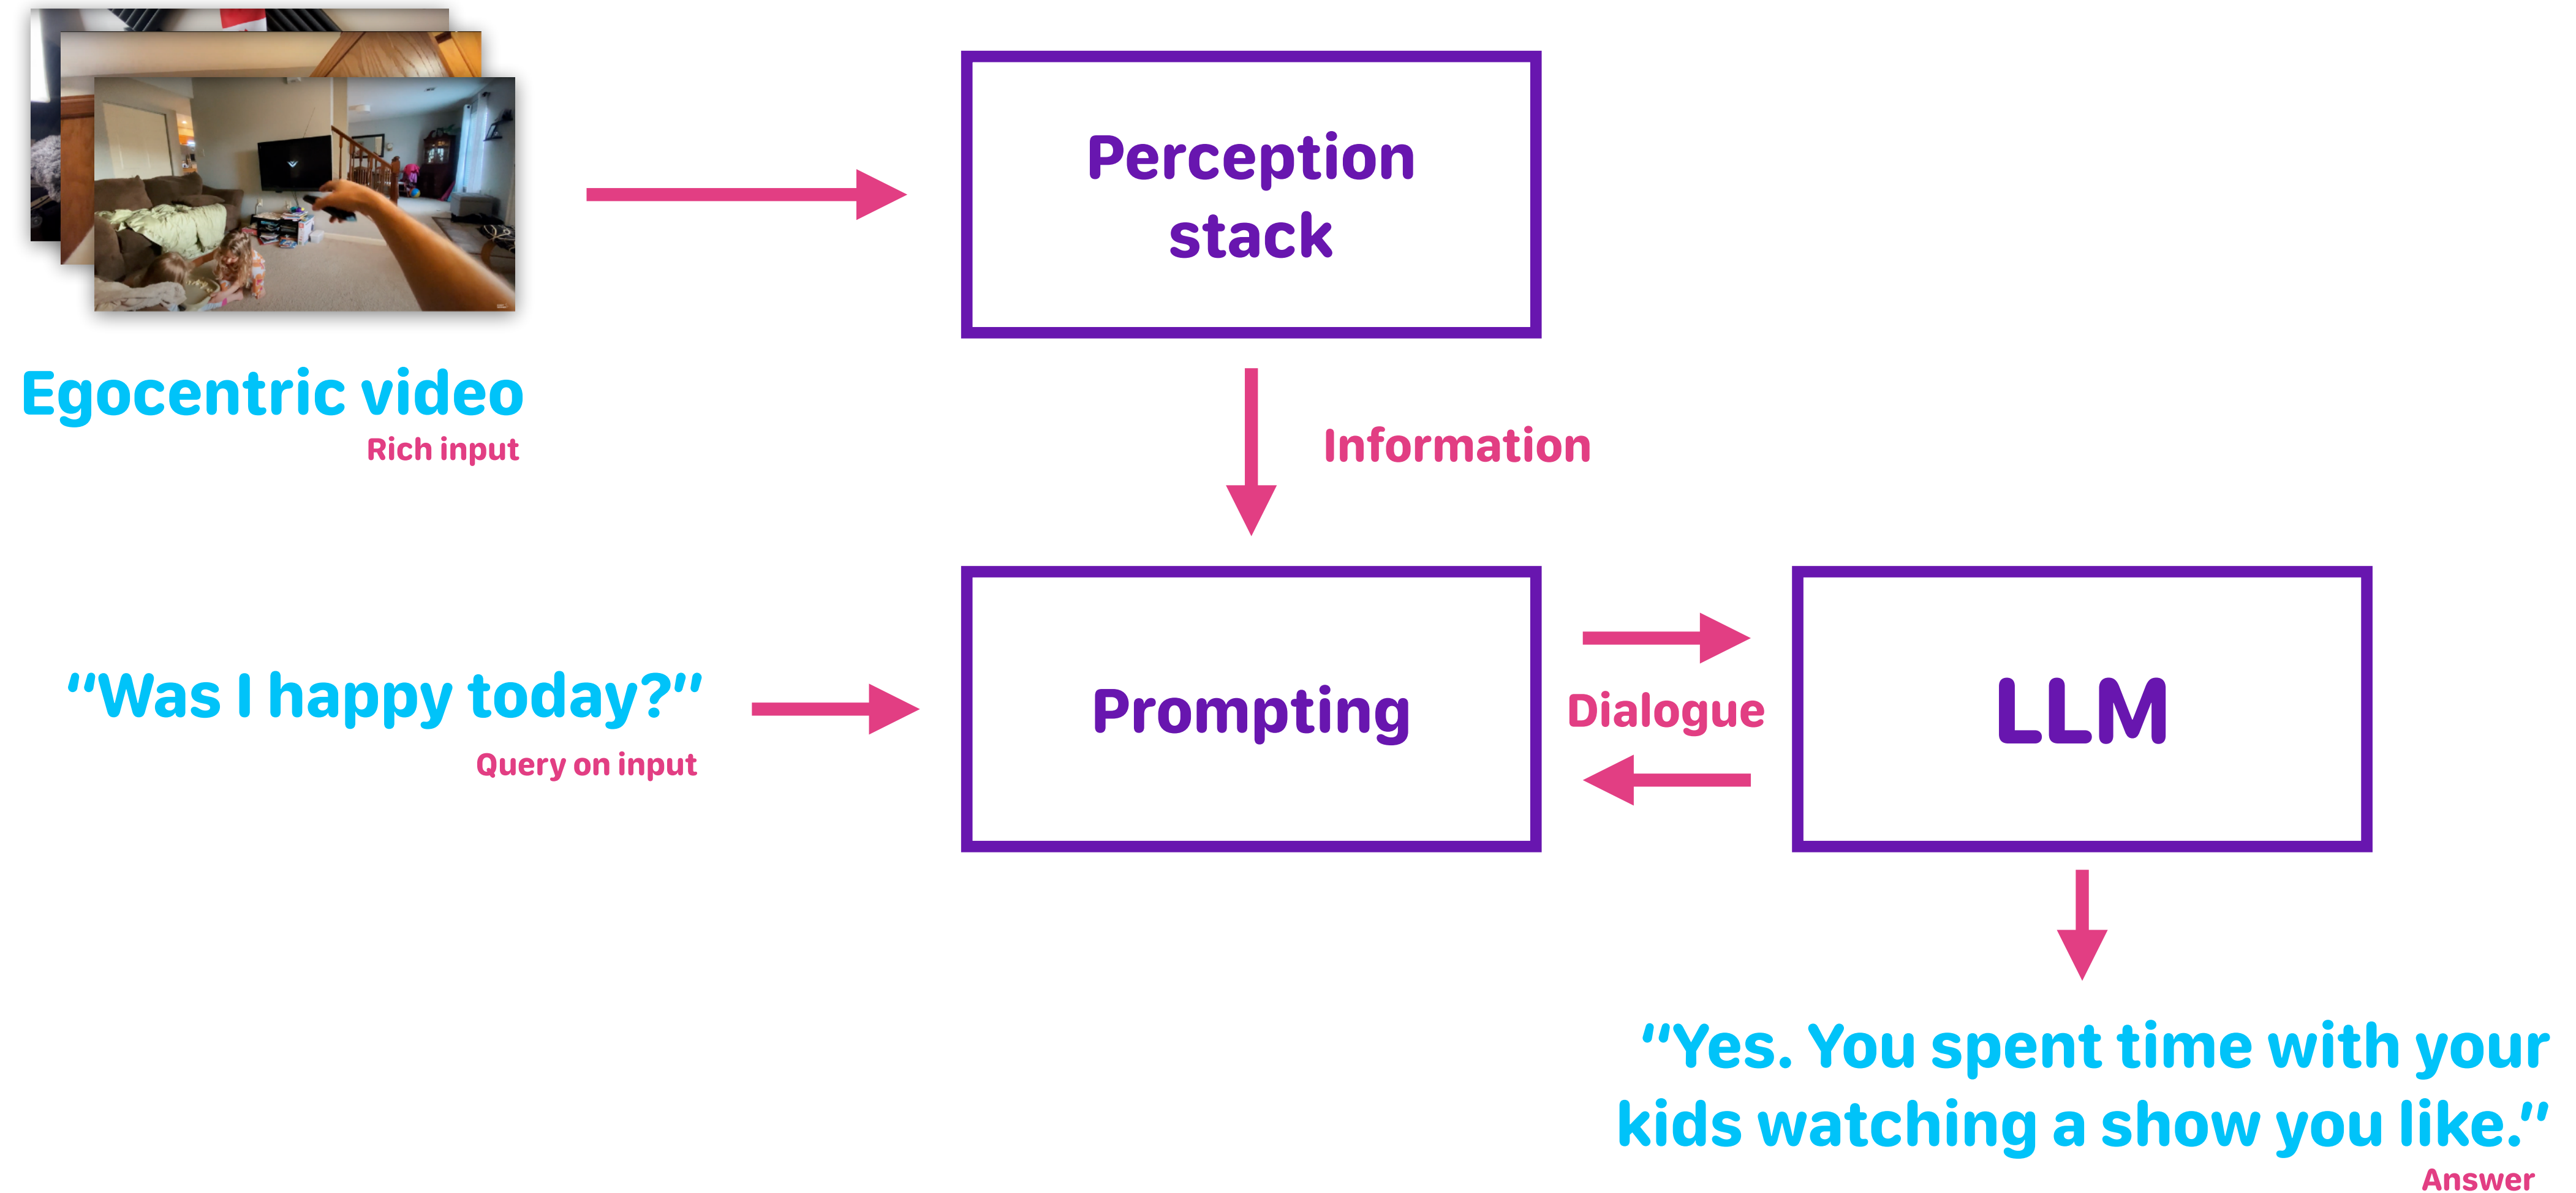 Perception
stack
Egocentric video
Rich input
Information
“Was I happy today?”
Query on input
Prompting
Dialogue
LLM
“Yes. You spent time with your
kids watching a show you like.”
Answer